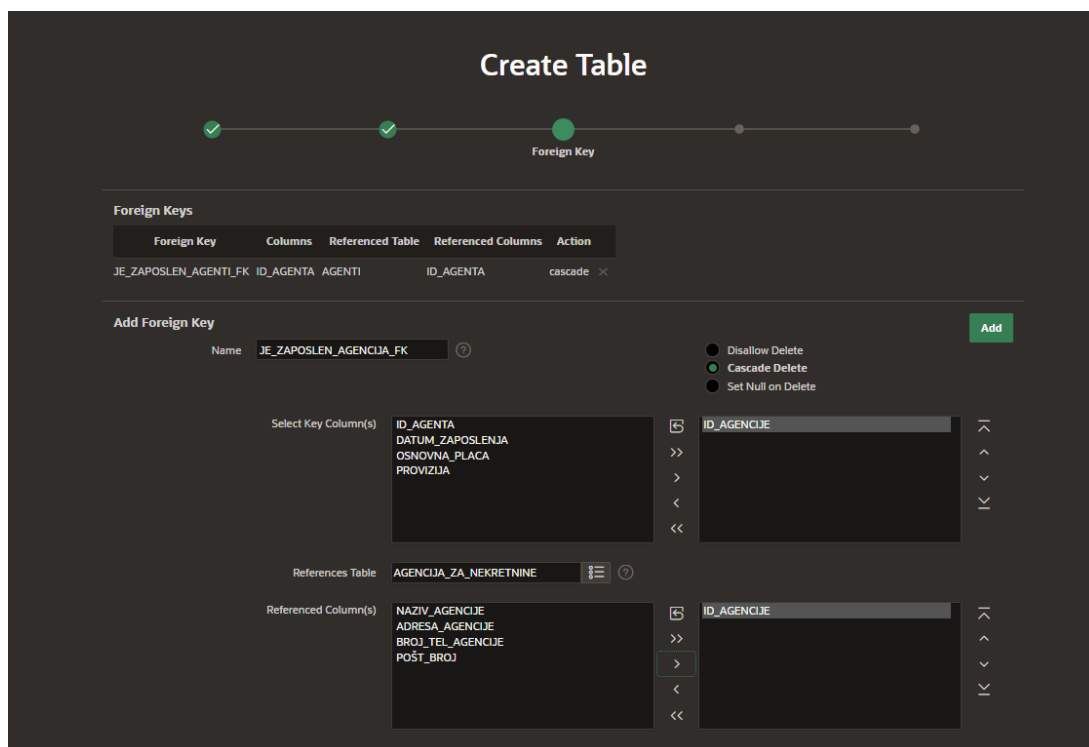 Create Table
Foreign Key
Foreign Keys
Foreign Key Columns Referenced Table Referenced Columns Action
JE_ZAPOSLEN_AGENTI_FK ID_AGENTA AGENTI ID_AGENTA cascade
Add Foreign Key
Add
Name JE_ZAPOSLEN_AGENCIJA_FK
Disallow Delete
Cascade Delete
Set Null on Delete
Select Key Column(s)
ID_AGENTA
DATUM_ZAPOSLENJA
OSNOVNA_PLACA
PROVIZIJA
ID_AGENCIJE
References Table AGENCIJA_ZA_NEKRETNINE
Referenced Column(s)
NAZIV_AGENCIJE
ADRESA_AGENCIJE
BROJ_TEL_AGENCIJE
POŠT_BROJ
ID_AGENCIJE